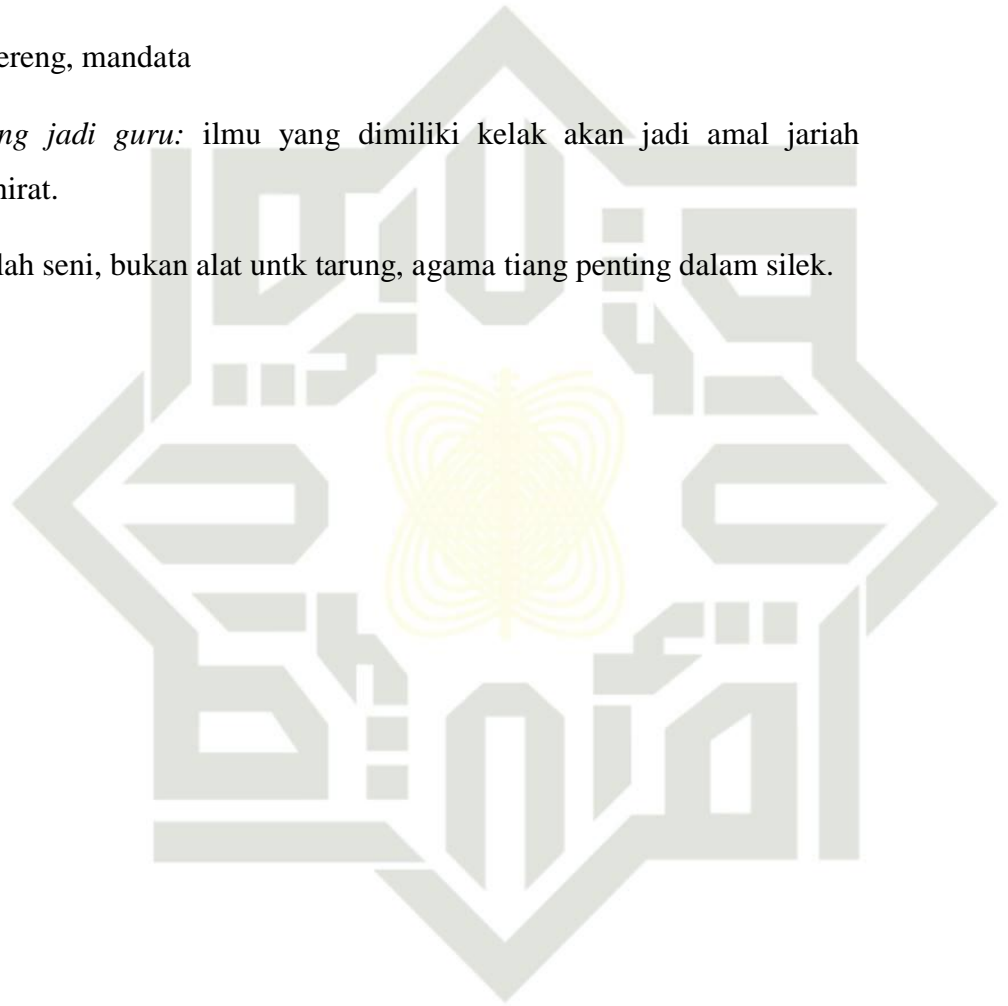 ereng, mandata
ng jadi guru: ilmu yang dimiliki kelak akan jadi amal jariah
hirat.
lah seni, bukan alat untk tarung, agama tiang penting dalam silek.